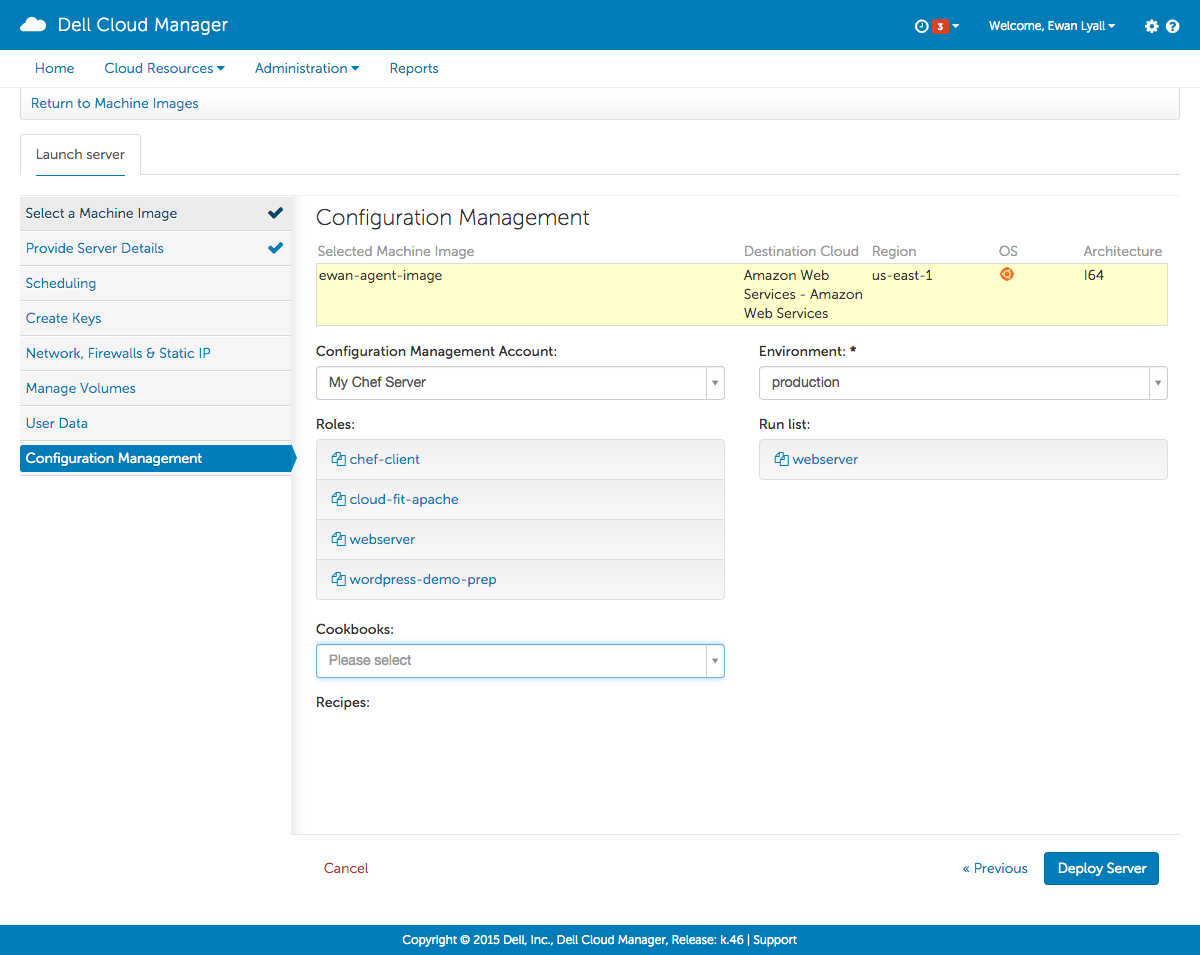 Dell Cloud Manager
3
Welcome, Ewan Lyall
Home Cloud Resources Administration Reports
Return to Machine Images
Launch server
Select a Machine Image
Provide Server Details
Scheduling
Create Keys
Network, Firewalls & Static IP
Manage Volumes
User Data
Configuration Management
Configuration Management
Selected Machine Image Destination Cloud Region OS Architecture
ewan-agent-image Amazon Web us-east-1 I64
Services - Amazon
Web Services
Configuration Management Account: Environment: *
My Chef Server production
Roles: Run list:
chef-client webserver
cloud-fit-apache
webserver
wordpress-demo-prep
Cookbooks:
Please select
Recipes:
Cancel « Previous Deploy Server
Copyright © 2015 Dell, Inc., Dell Cloud Manager, Release: k.46 | Support